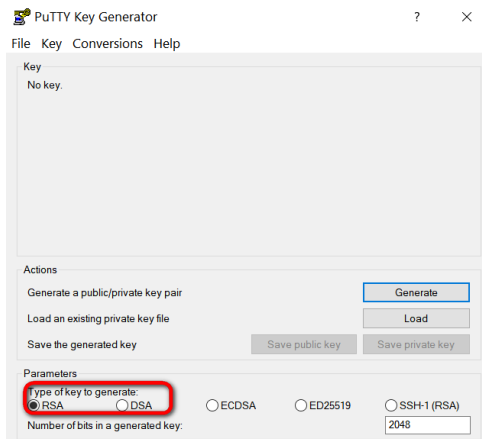 PuTTY Key Generator ? ×
File Key Conversions Help
Key
No key.
Actions
Generate a public/private key pair Generate
Load an existing private key file Load
Save the generated key Save public key Save private key
Parameters
Type of key to generate:
RSA DSA ECDSA ED25519 SSH-1 (RSA)
Number of bits in a generated key: 2048